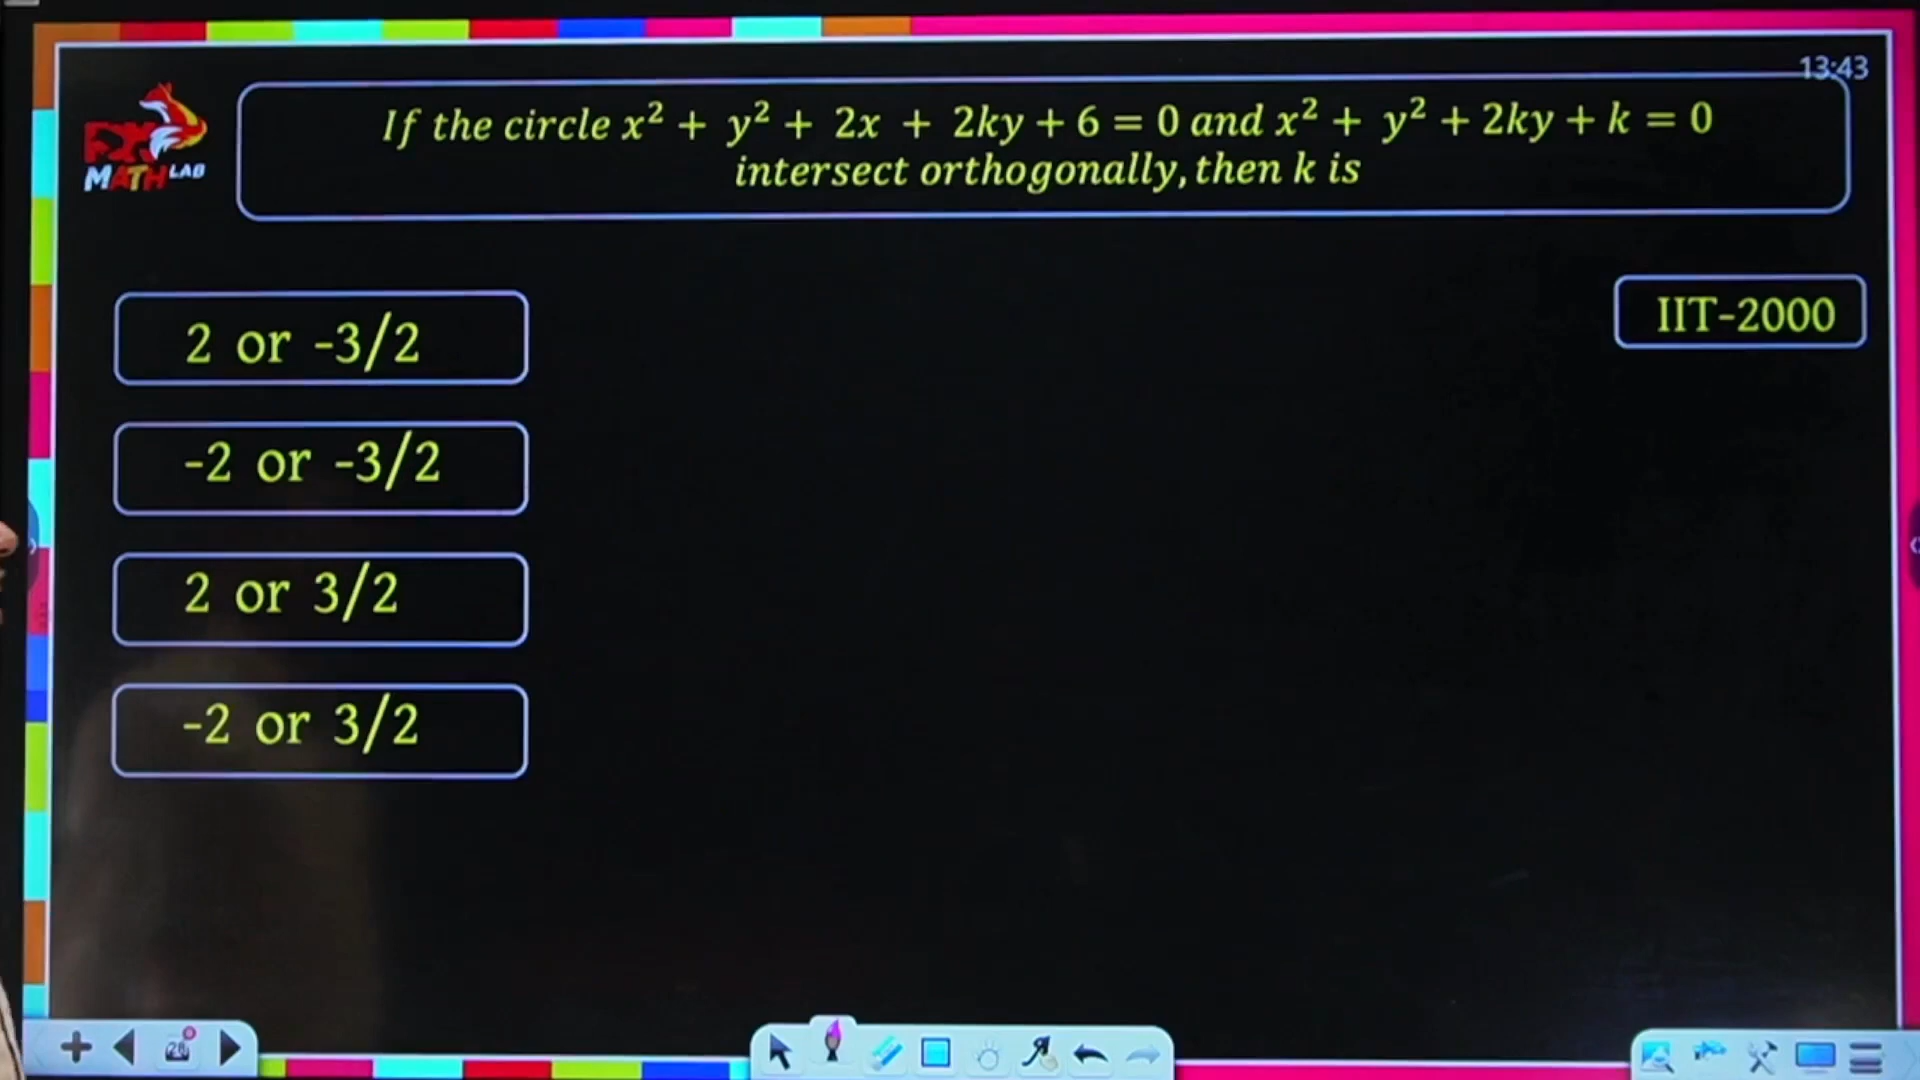 13:43
If the circle x² + y² + 2x + 2ky + 6 = 0 and x² + y² + 2ky + k = 0
intersect orthogonally, then k is
MATH LAB
IIT-2000
2 or -3/2
-2 or -3/2
2 or 3/2
-2 or 3/2